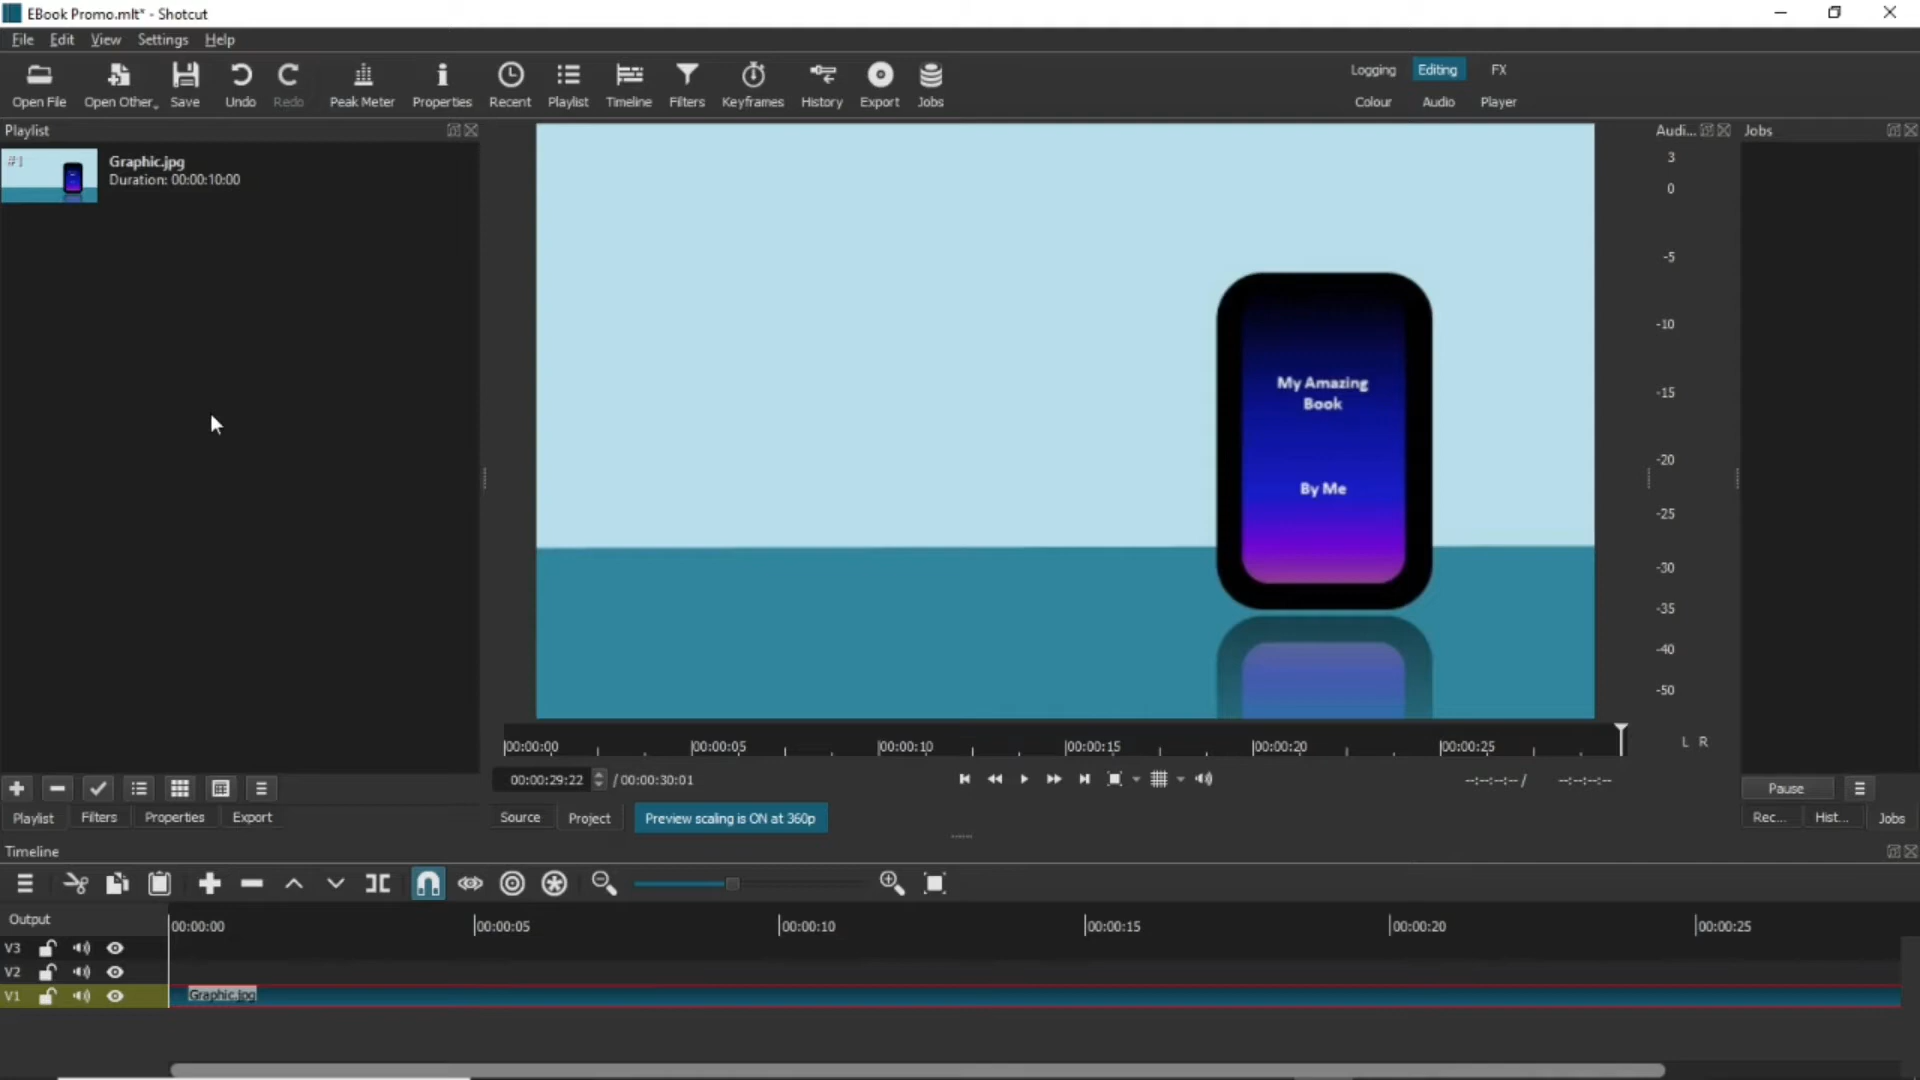 EBook Promo.mlt* - Shotcut
File Edit View Settings Help
Open File Open Other. Save Undo Redo Peak Meter Properties Recent Playlist Timeline Filters Keyframes History Export Jobs
Logging Editing FX
Colour Audio Player
Playlist
#1
Graphic.jpg
Duration: 00:00:10:00
My Amazing
Book
By Me
Audi...
3
0
-5
-10
-15
-20
-25
-30
-35
-40
-50
L R
Jobs
00:00:00 00:00:05 00:00:10 00:00:15 00:00:20 00:00:25
00:00:29:22 / 00:00:30:01
--:--:--:-- / --:--:--:--
Pause
Playlist Filters Properties Export
Source Project Preview scaling is ON at 360p
Rec... Hist... Jobs
Timeline
Output
00:00:00 00:00:05 00:00:10 00:00:15 00:00:20 00:00:25
V3
V2
V1
Graphic.jpg